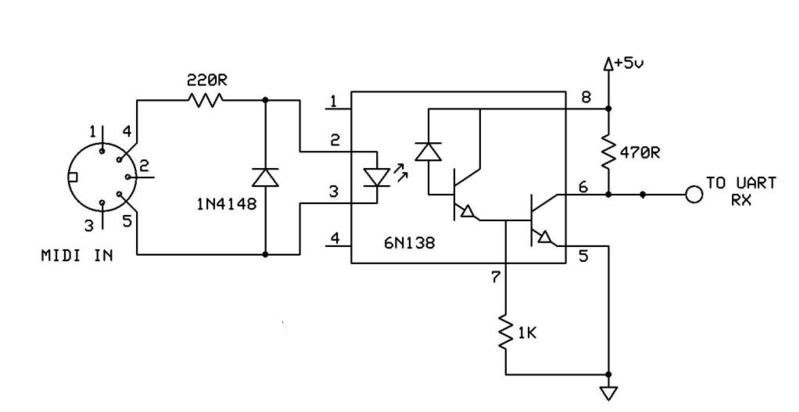 220R
1
4
2
3
5
MIDI IN
1N4148
1
2
3
4
6N138
8
+5v
470R
6
TO UART
RX
5
7
1K